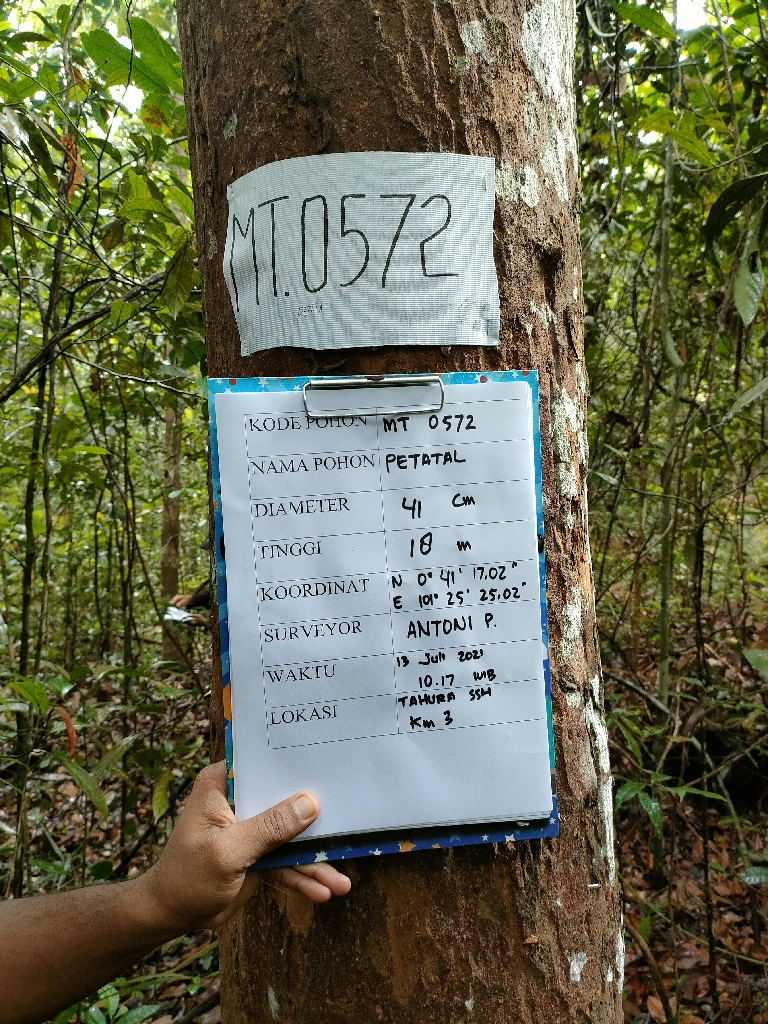 MT.0572
KODE POHON MT 0572
NAMA POHON PETATAL
DIAMETER 41 cm
TINGGI 18 m
KOORDINAT N 0° 41' 17.02"
E 101° 25' 25.02"
SURVEYOR ANTONI P.
WAKTU 13 Juli 2021
10.17 WIB
LOKASI TAHURA SSH
Km 3